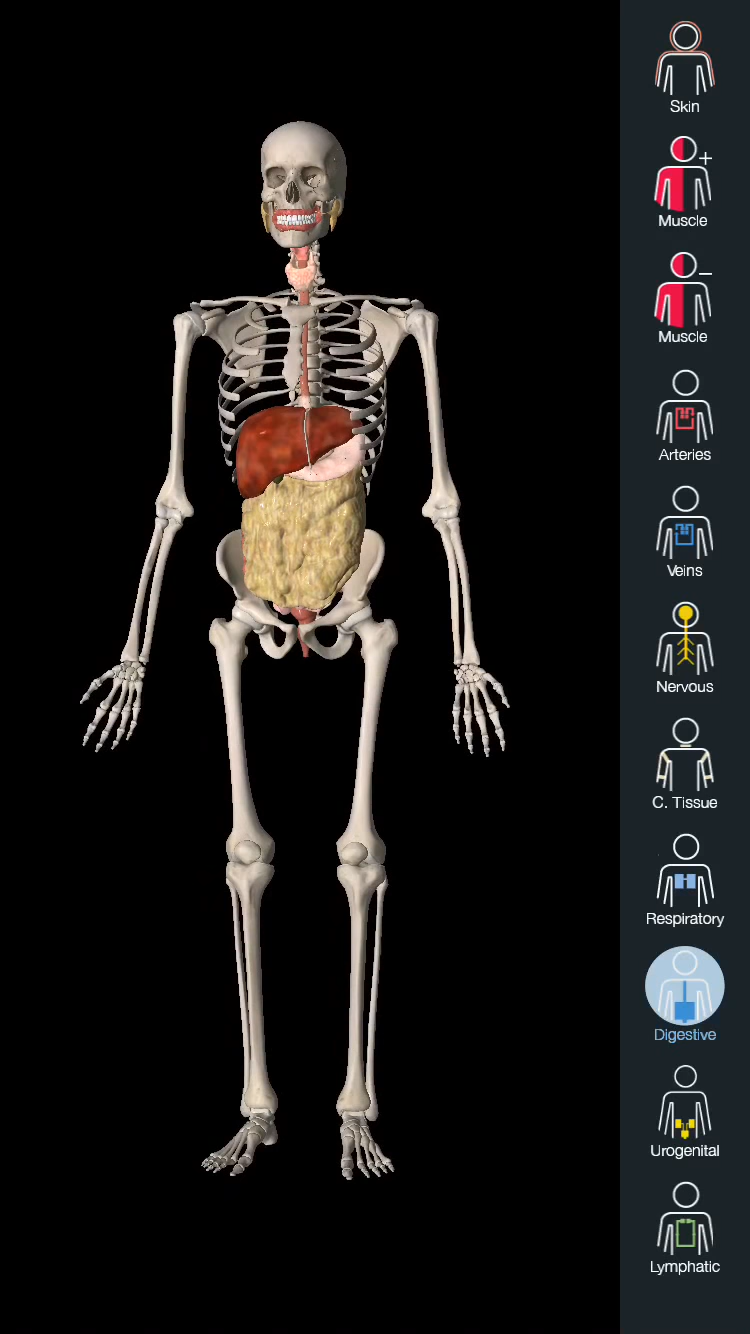 Skin
Muscle
Muscle
Arteries
Veins
Nervous
C. Tissue
Respiratory
Digestive
Urogenital
Lymphatic